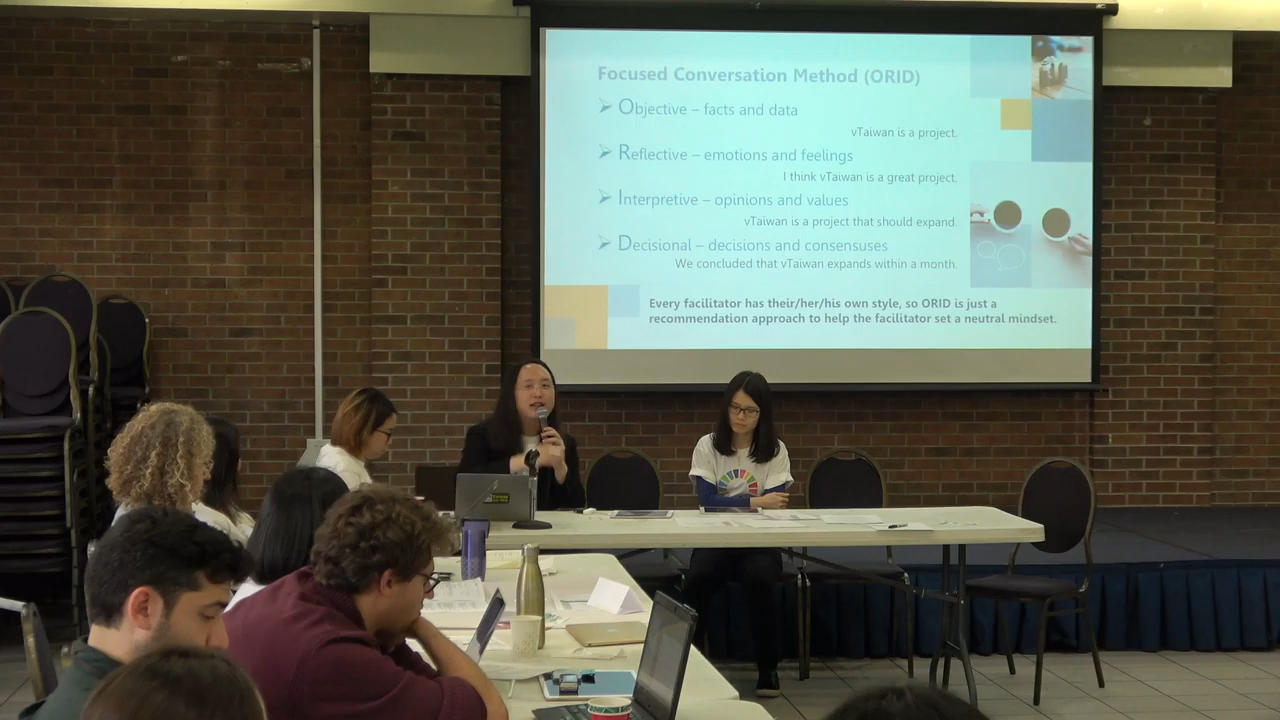 Focused Conversation Method (ORID)
Objective – facts and data
vTaiwan is a project.
Reflective – emotions and feelings
I think vTaiwan is a great project.
Interpretive – opinions and values
vTaiwan is a project that should expand.
Decisional – decisions and consensuses
We concluded that vTaiwan expands within a month.
Every facilitator has their/her/his own style, so ORID is just a
recommendation approach to help the facilitator set a neutral mindset.